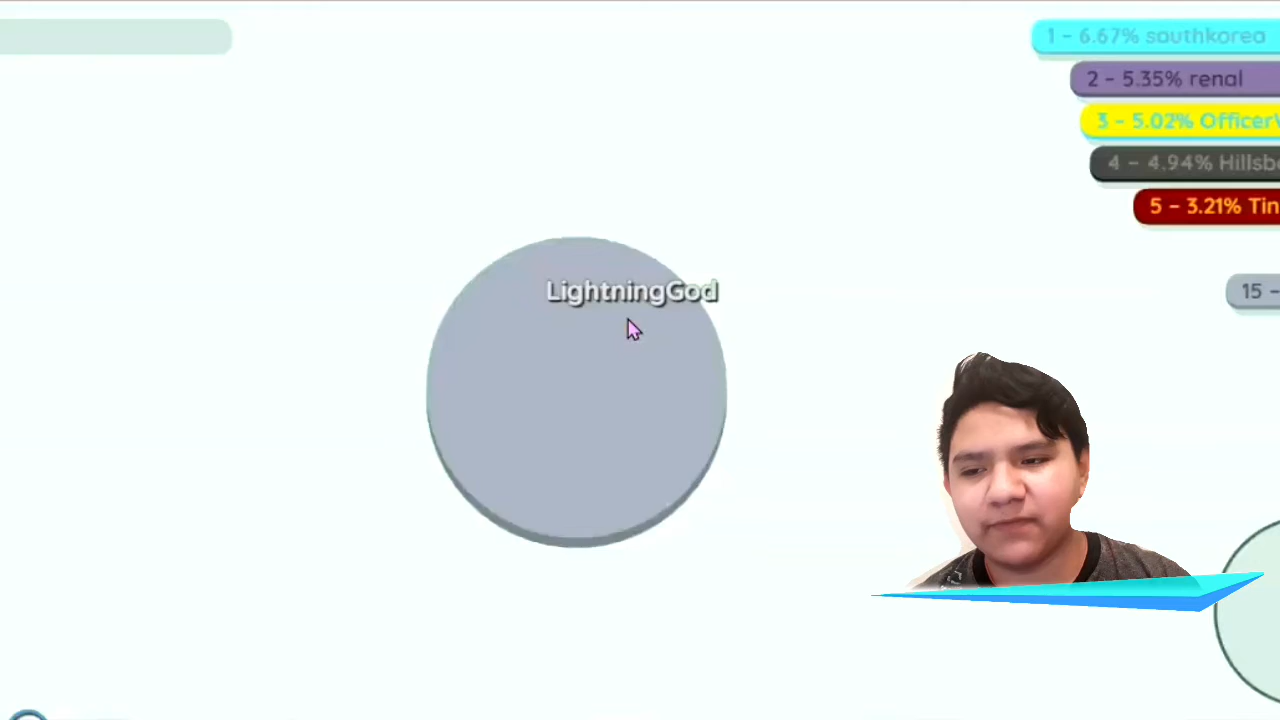 1 - 6.67% southkorea
2 - 5.35% renal
3 - 5.02% Officer
4 - 4.94% Hillsb
5 - 3.21% Tin
LightningGod
15 -